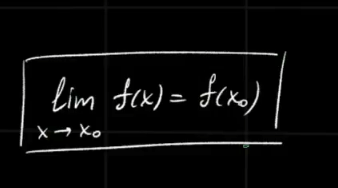 lim f(x) = f(x₀)
x → x₀